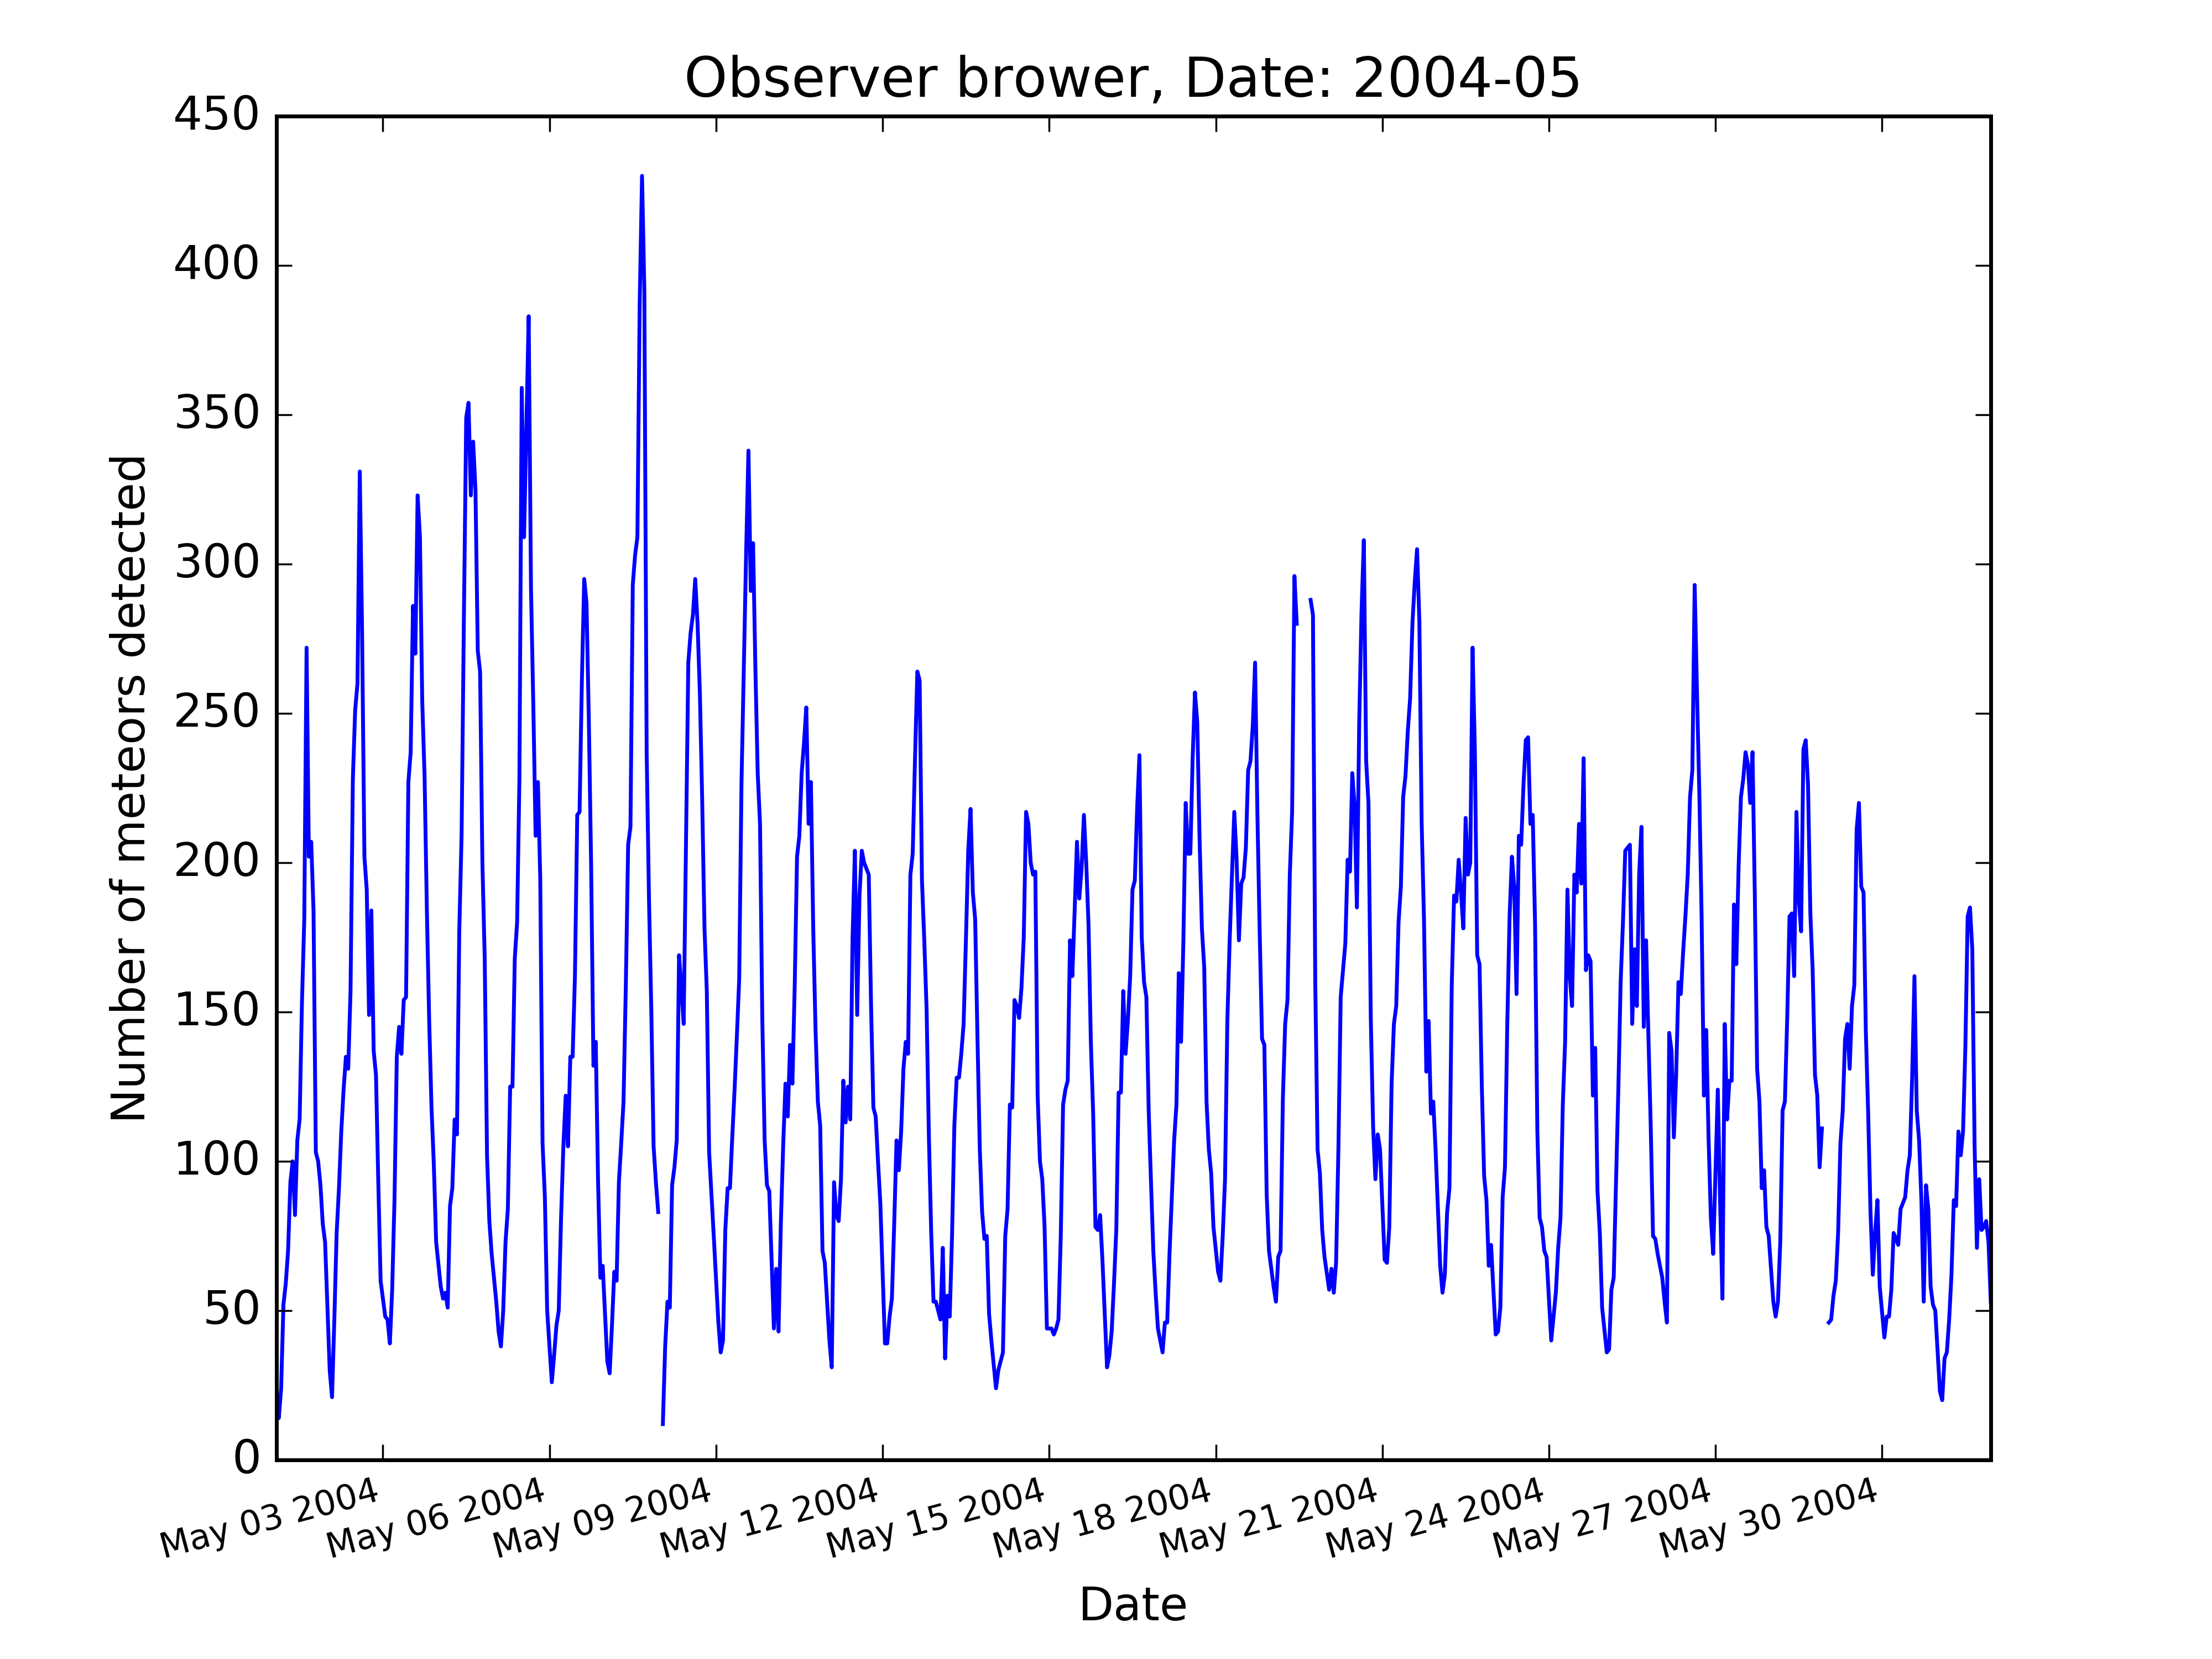 Observer brower, Date: 2004-05
450
400
350
300
250
200
150
100
50
0
Number of meteors detected
May 03 2004
May 06 2004
May 09 2004
May 12 2004
May 15 2004
May 18 2004
May 21 2004
May 24 2004
May 27 2004
May 30 2004
Date